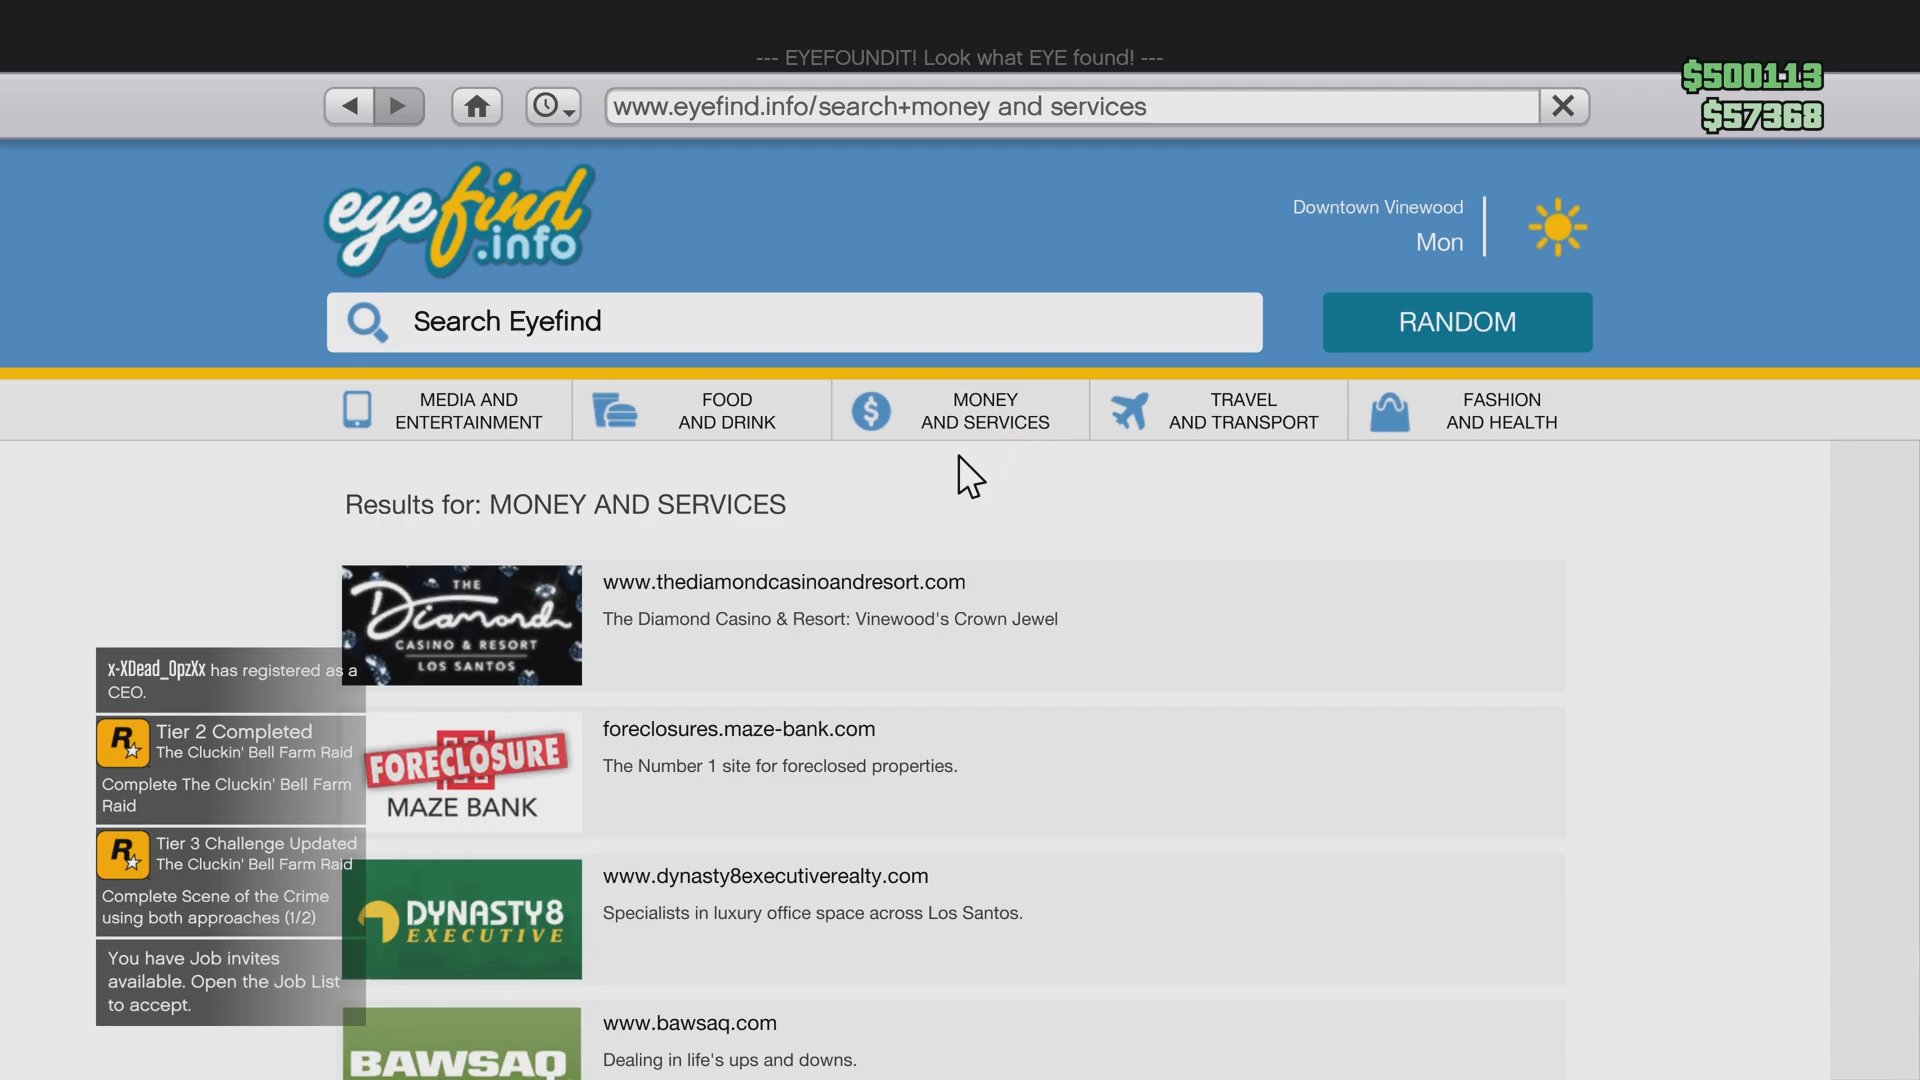 --- EYEFOUNDIT! Look what EYE found! ---
www.eyefind.info/search+money and services
$500113
$57368
eyefind
.info
Downtown Vinewood
Mon
Search Eyefind
RANDOM
MEDIA AND
ENTERTAINMENT
FOOD
AND DRINK
MONEY
AND SERVICES
TRAVEL
AND TRANSPORT
FASHION
AND HEALTH
Results for: MONEY AND SERVICES
THE
Diamond
CASINO & RESORT
LOS SANTOS
www.thediamondcasinoandresort.com
The Diamond Casino & Resort: Vinewood's Crown Jewel
FORECLOSURE
MAZE BANK
foreclosures.maze-bank.com
The Number 1 site for foreclosed properties.
DYNASTY8
EXECUTIVE
www.dynasty8executiverealty.com
Specialists in luxury office space across Los Santos.
BAWSAQ
www.bawsaq.com
Dealing in life's ups and downs.
x-XDead_OpzXx has registered as a
CEO.
Tier 2 Completed
The Cluckin' Bell Farm Raid
Complete The Cluckin' Bell Farm
Raid
Tier 3 Challenge Updated
The Cluckin' Bell Farm Raid
Complete Scene of the Crime
using both approaches (1/2)
You have Job invites
available. Open the Job List
to accept.